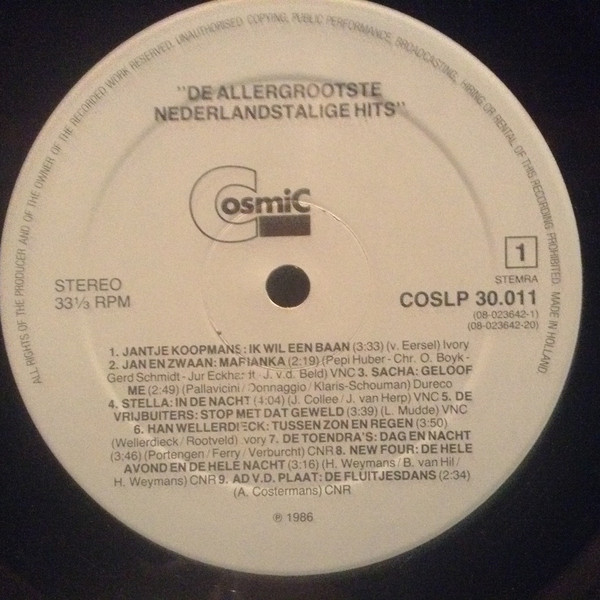 ALL RIGHTS OF THE PRODUCER AND OF THE OWNER OF THE RECORDED WORK RESERVED. UNAUTHORISED COPYING, PUBLIC PERFORMANCE, BROADCASTING, HIRING OR RENTAL OF THIS RECORDING PROHIBITED. MADE IN HOLLAND
"DE ALLERGROOTSTE
NEDERLANDSTALIGE HITS"
CosmiC
1
STEREO
33⅓ RPM
STEMRA
COSLP 30.011
(08-023642-1)
(08-023642-20)
1. JANTJE KOOPMANS: IK WIL EEN BAAN (3:33) (v. Eersel) Ivory
2. JAN EN ZWAAN: MARIANKA (2:19) (Pepi Huber - Chr. O. Boyk -
Gerd Schmidt - Jur Eckhardt / J. v.d. Beld) VNC 3. SACHA: GELOOF
ME (2:49) (Pallavicini / Donnaggio / Klaris-Schouman) Dureco
4. STELLA: IN DE NACHT (4:04) (J. Collee / J. van Herp) VNC 5. DE
VRIJBUITERS: STOP MET DAT GEWELD (3:39) (L. Mudde) VNC
6. HAN WELLERDIECK: TUSSEN ZON EN REGEN (3:50)
(Wellerdieck / Rootveld) Ivory 7. DE TOENDRA'S: DAG EN NACHT
(3:46) (Portengen / Ferry / Verburcht) CNR 8. NEW FOUR: DE HELE
AVOND EN DE HELE NACHT (3:16) (H. Weymans / B. van Hil /
H. Weymans) CNR 9. AD V.D. PLAAT: DE FLUITJESDANS (2:34)
(A. Costermans) CNR
℗ 1986